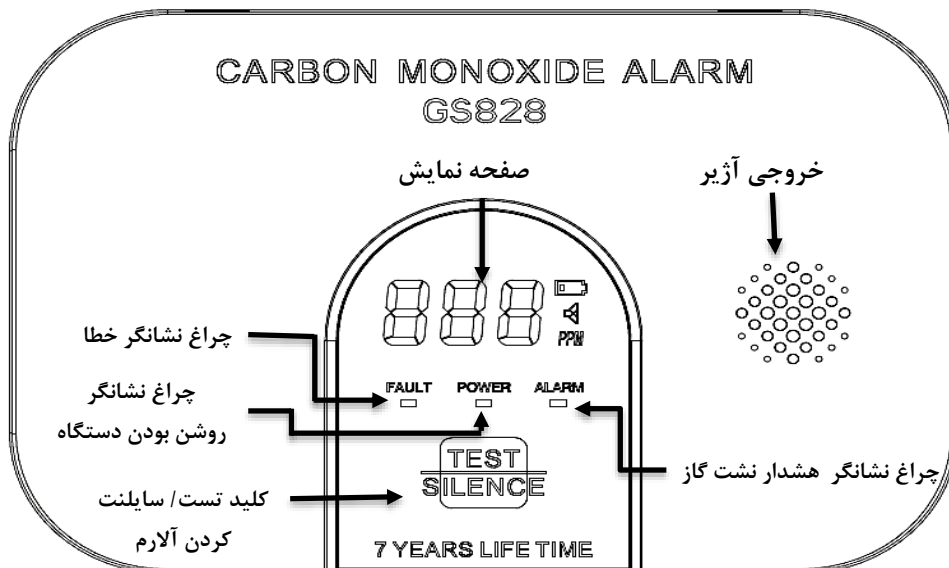 CARBON MONOXIDE ALARM
GS828
صفحه نمایش
خروجی آژیر
888
PPM
چراغ نشانگر خطا
FAULT POWER ALARM
چراغ نشانگر
روشن بودن دستگاه
چراغ نشانگر هشدار نشت گاز
TEST
SILENCE
کلید تست/ سایلنت
کردن آلارم
7 YEARS LIFE TIME